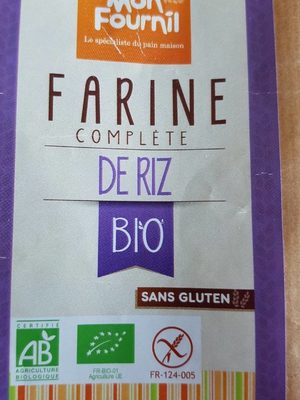 Mon
Fournil
Le spécialiste du pain maison
FARINE
COMPLÈTE
DE RIZ
BIO
SANS GLUTEN
CERTIFIÉ
AB
AGRICULTURE
BIOLOGIQUE
FR-BIO-01
Agriculture UE
FR-124-005